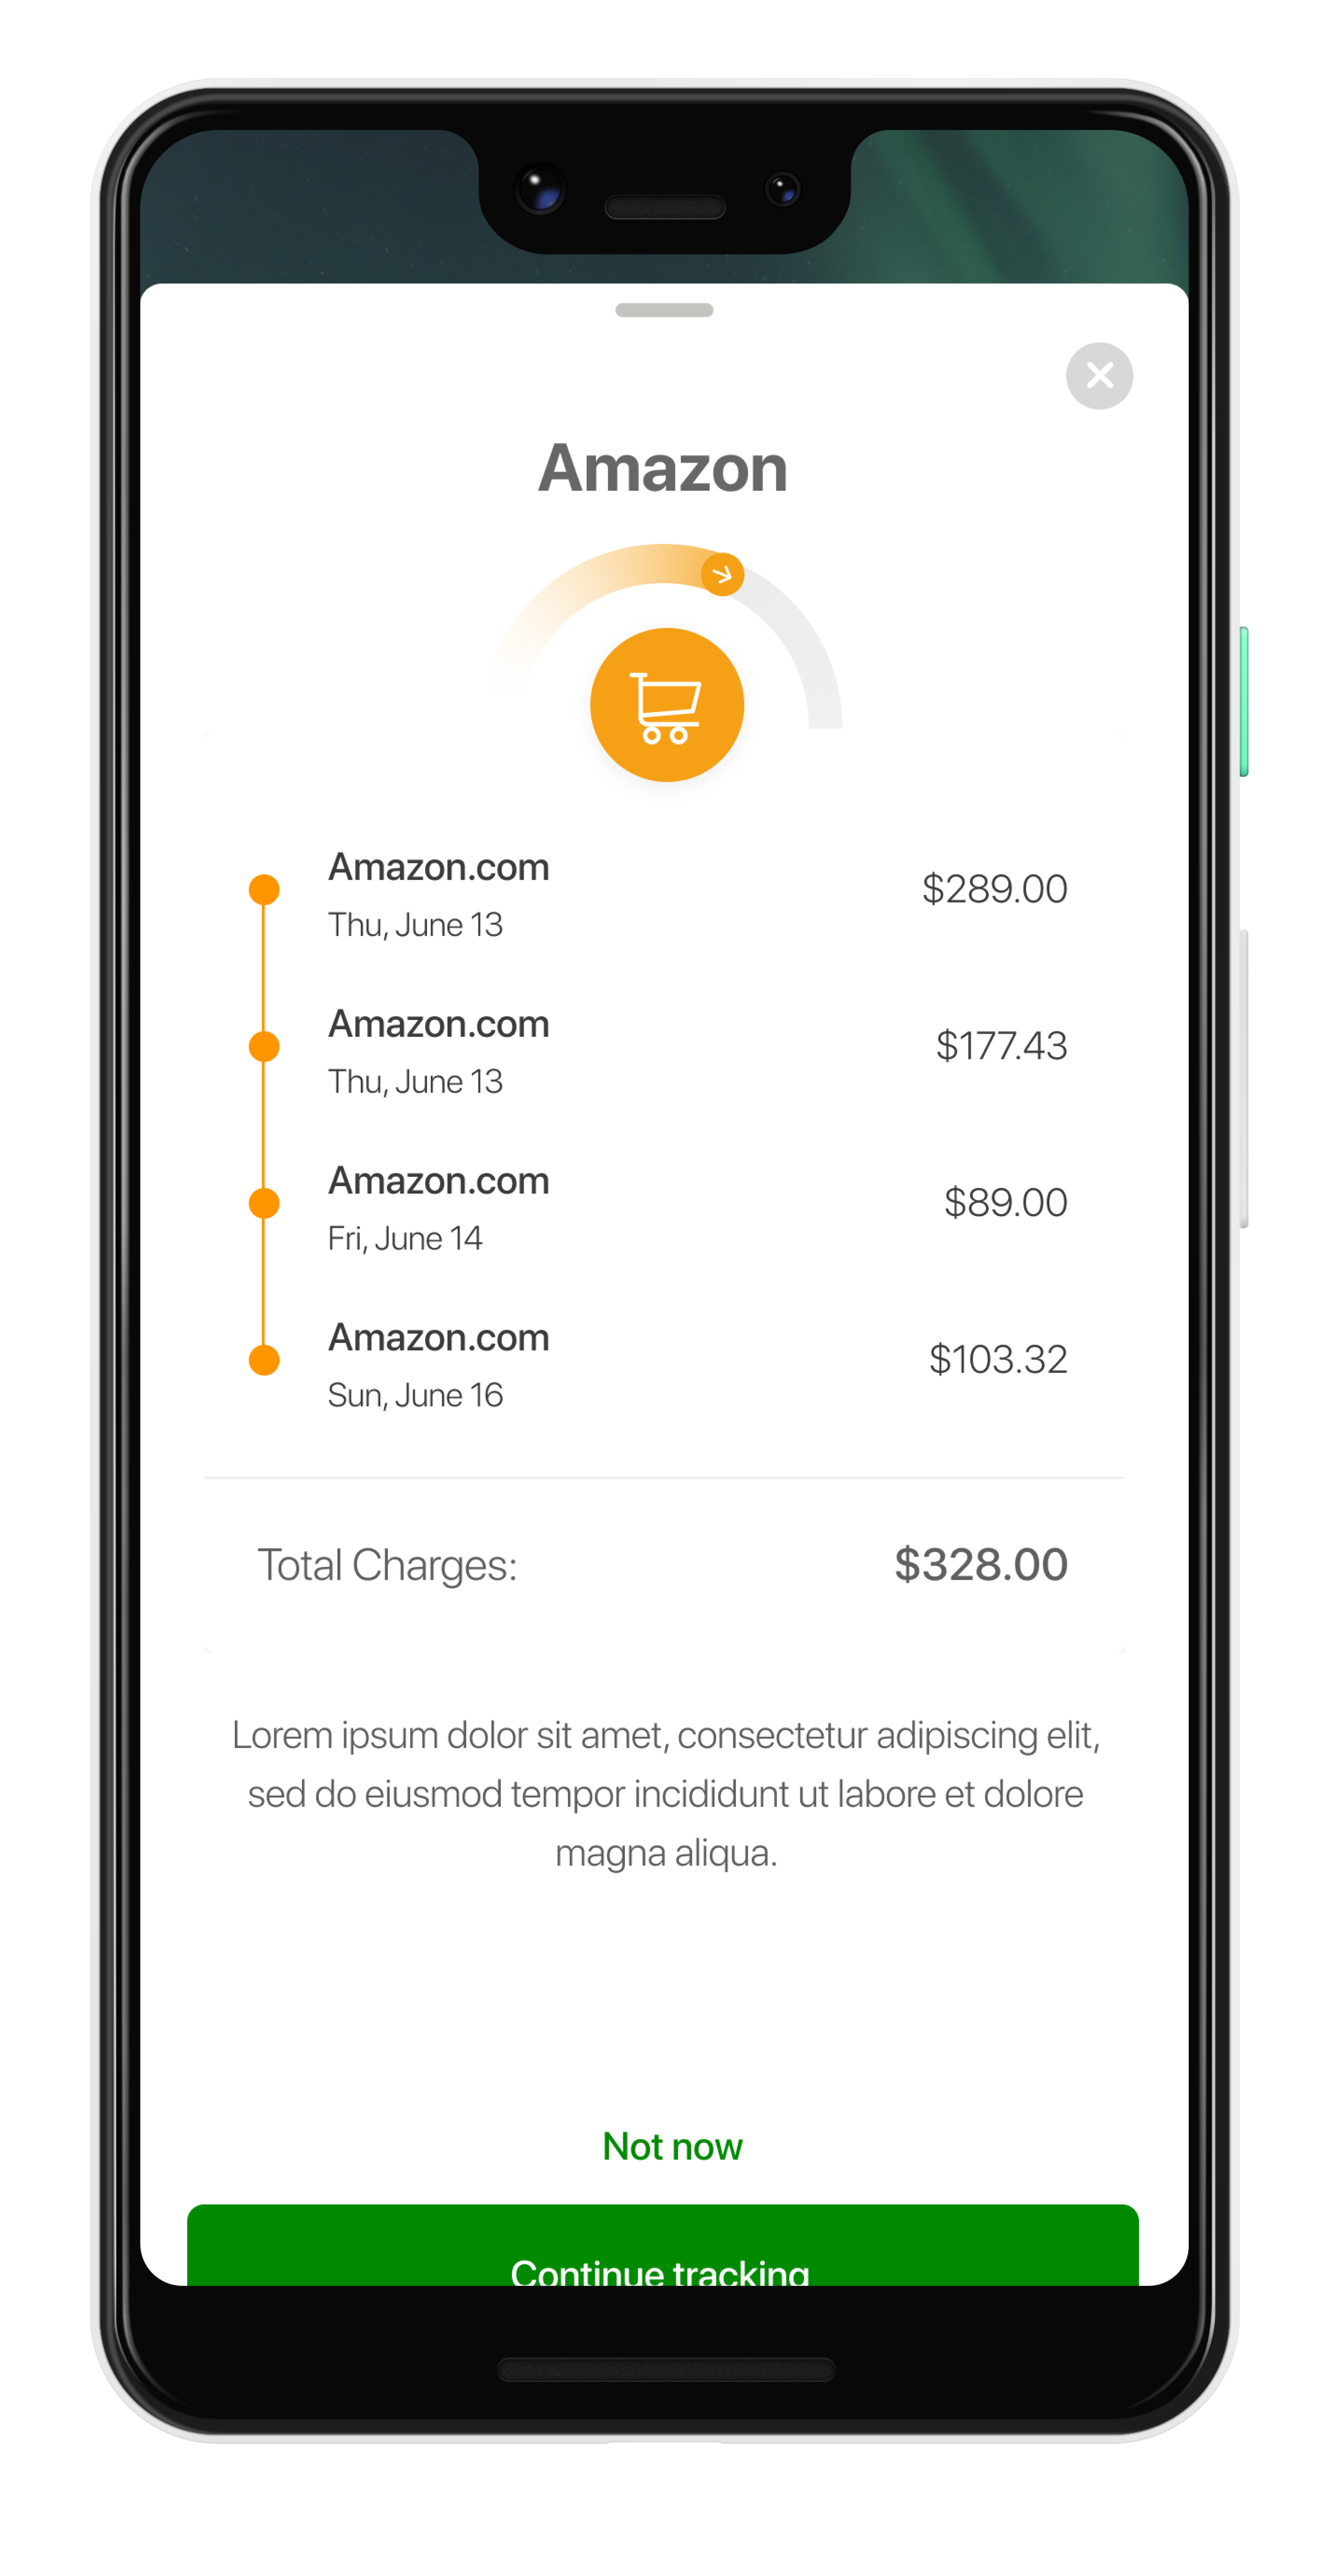 Amazon
Amazon.com
$289.00
Thu, June 13
Amazon.com
$177.43
Thu, June 13
Amazon.com
$89.00
Fri, June 14
Amazon.com
$103.32
Sun, June 16
Total Charges:
$328.00
Lorem ipsum dolor sit amet, consectetur adipiscing elit,
sed do eiusmod tempor incididunt ut labore et dolore
magna aliqua.
Not now
Continue tracking